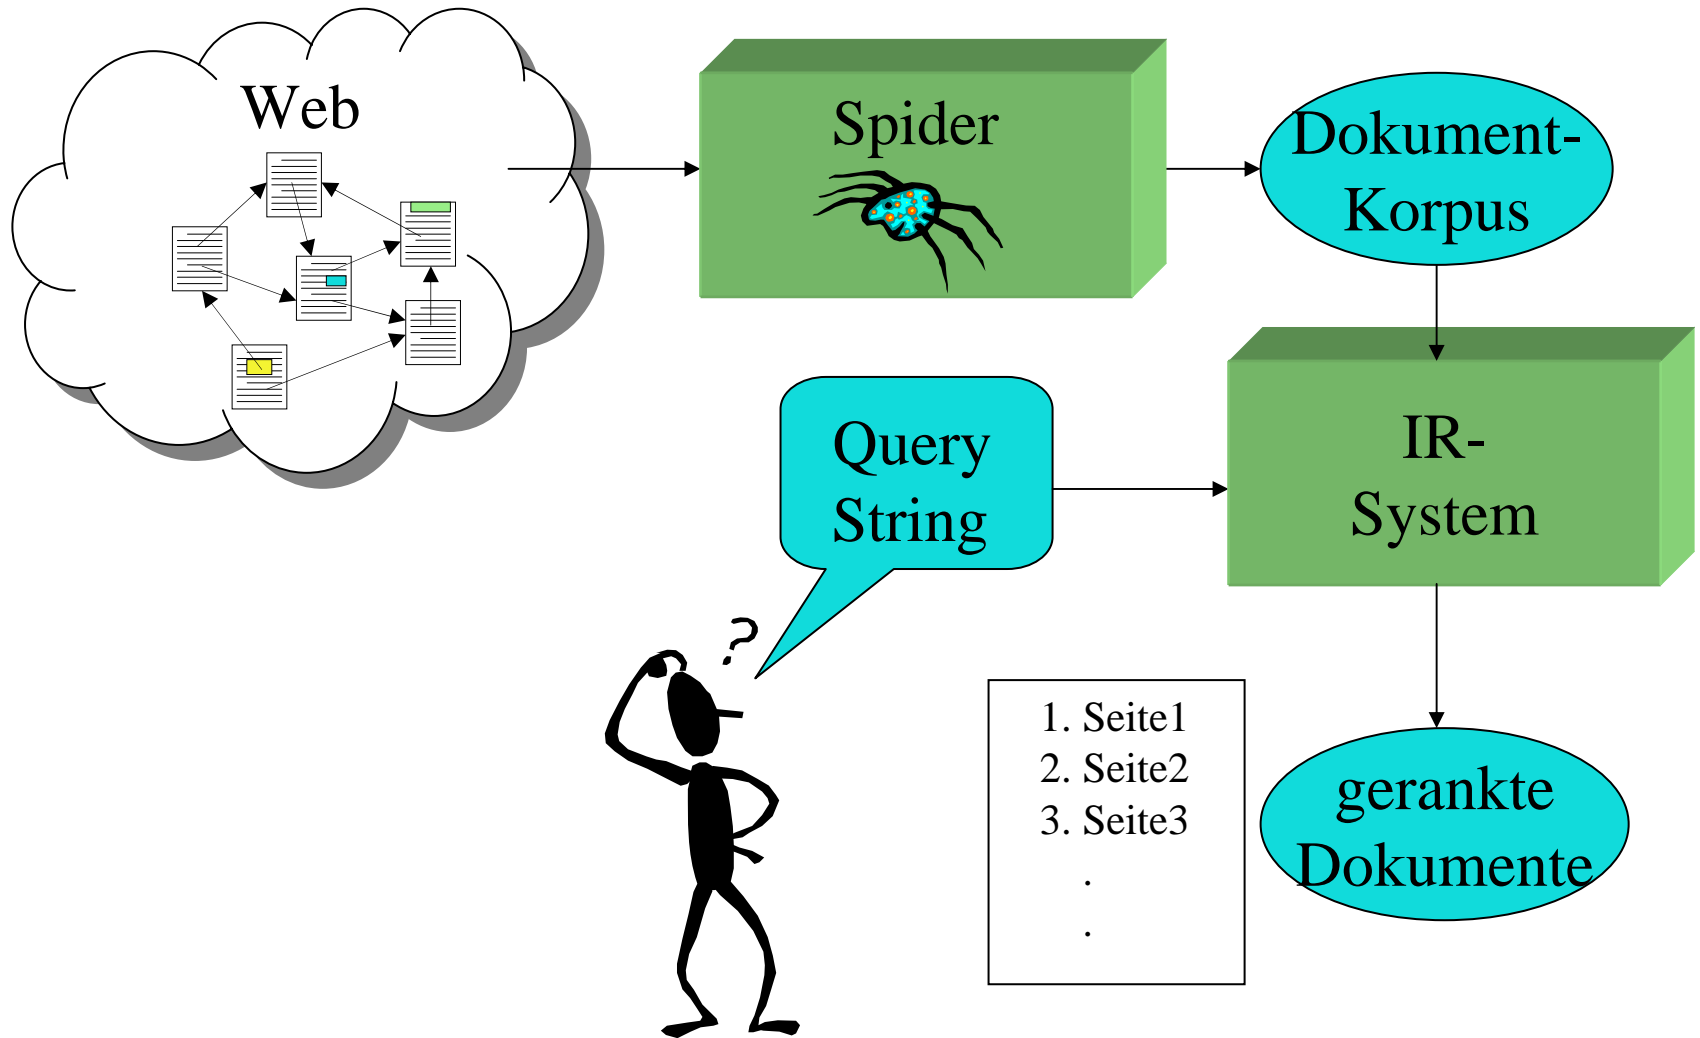 Web
Spider
Dokument-
Korpus
Query
String
IR-
System
?
1. Seite1
2. Seite2
3. Seite3
.
.
gerankte
Dokumente